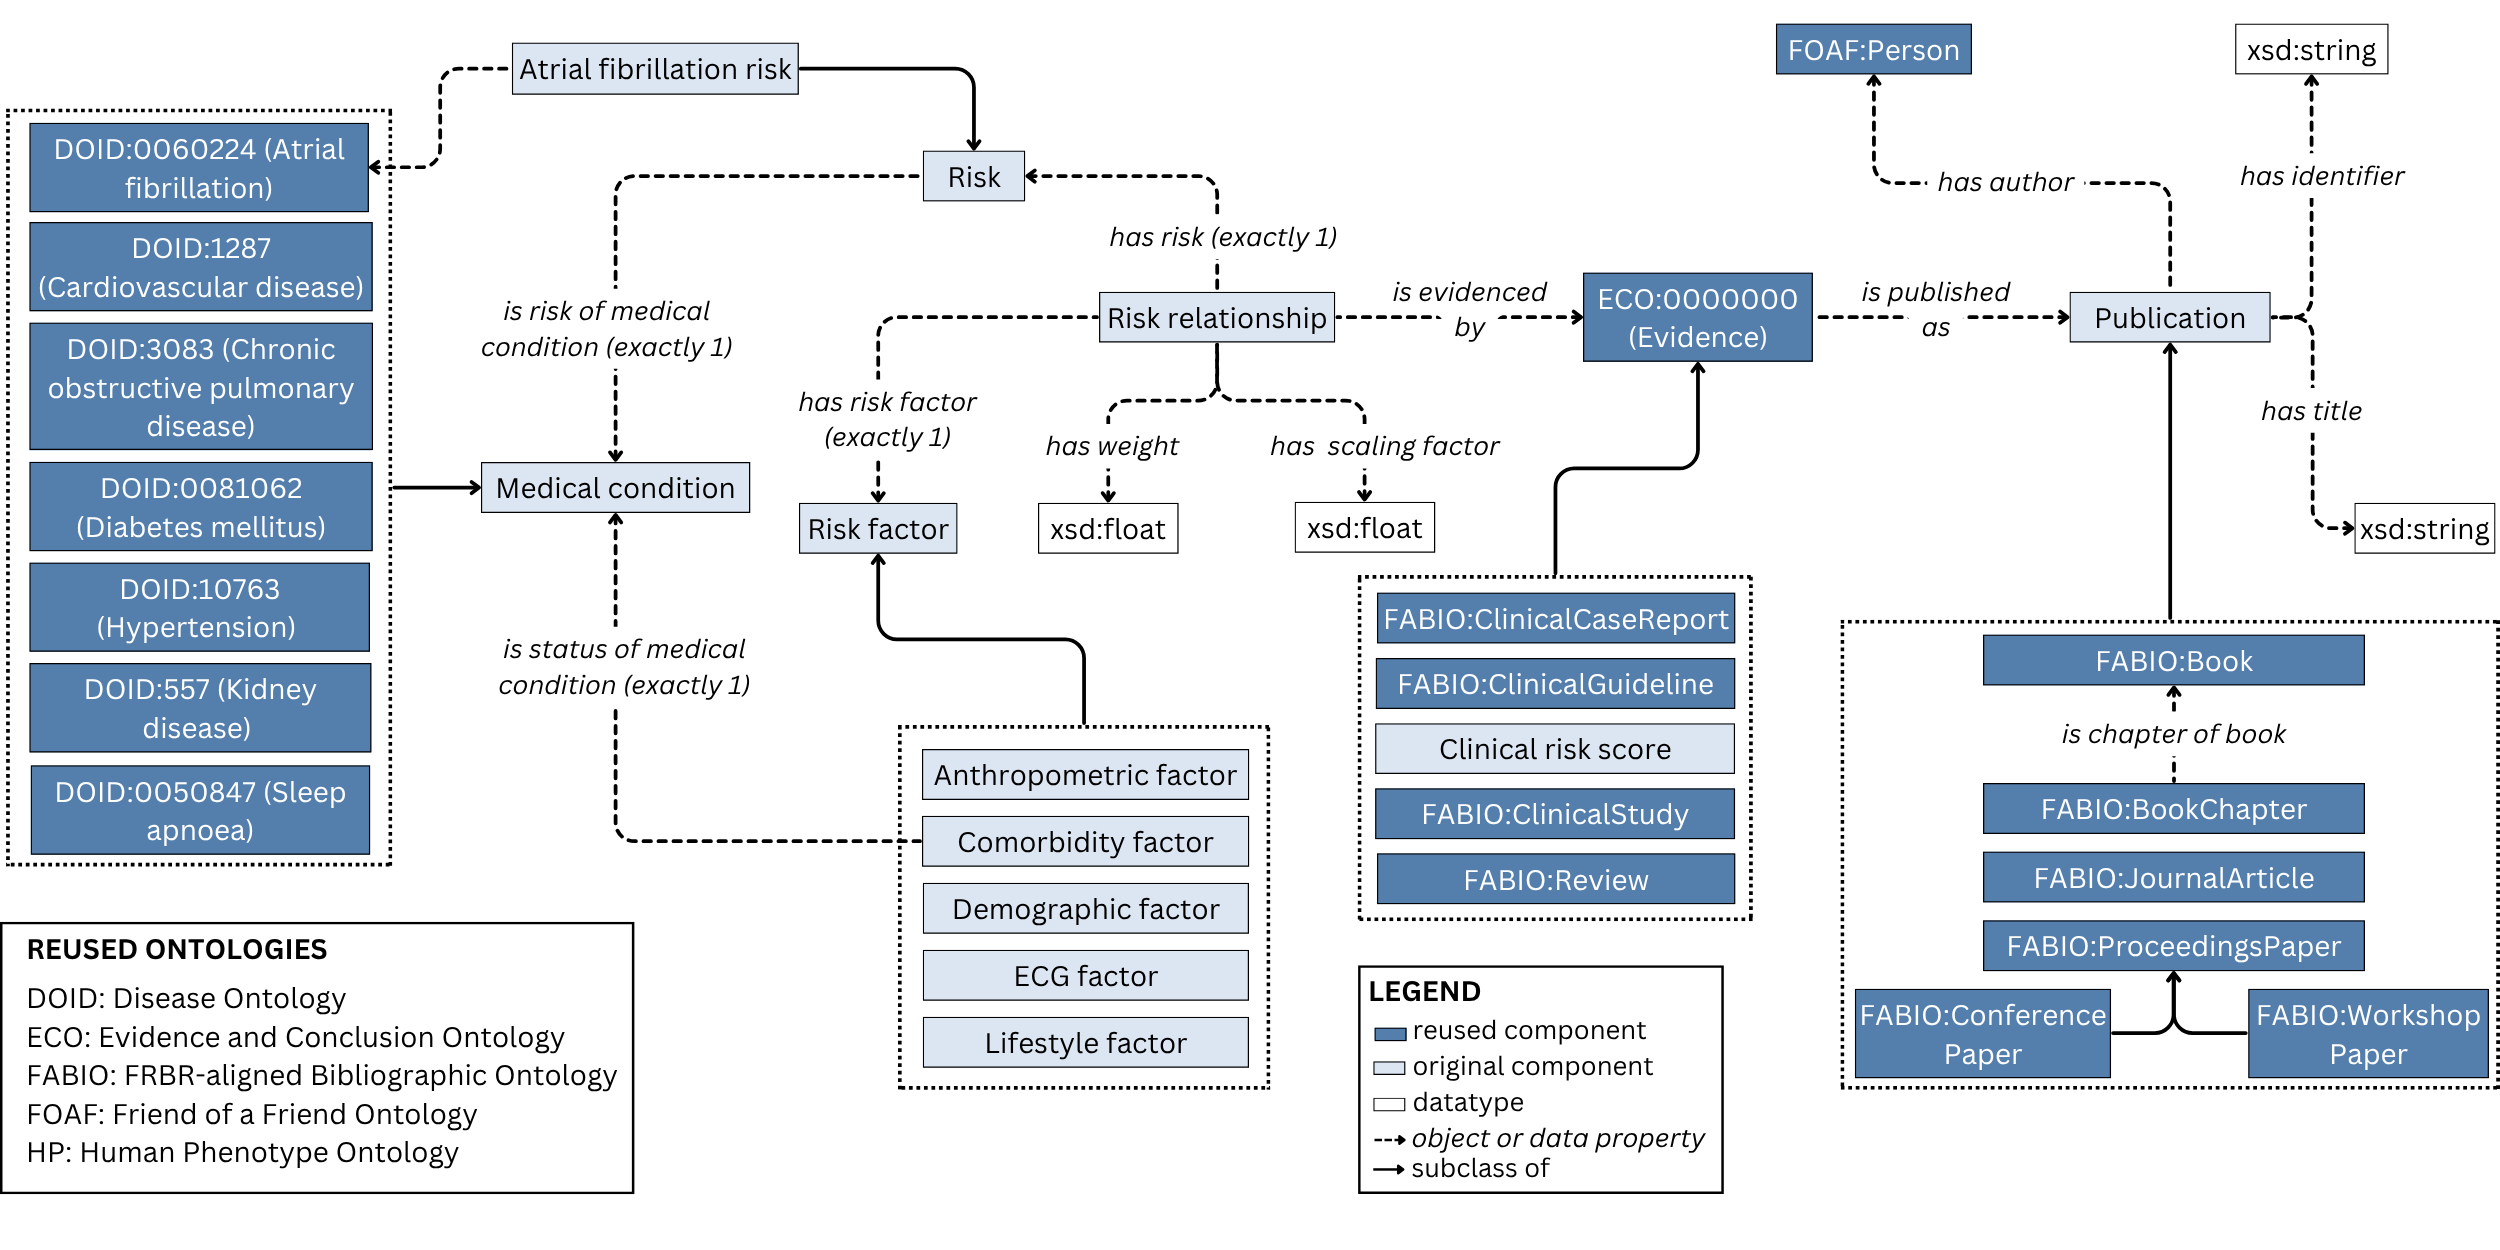 Atrial fibrillation risk
FOAF:Person
xsd:string
DOID:0060224 (Atrial
fibrillation)
Risk
has author
has identifier
DOID:1287
(Cardiovascular disease)
has risk (exactly 1)
is risk of medical
condition (exactly 1)
Risk relationship
is evidenced
by
ECO:0000000
(Evidence)
is published
as
Publication
DOID:3083 (Chronic
obstructive pulmonary
disease)
has risk factor
(exactly 1)
has weight
has scaling factor
has title
DOID:0081062
(Diabetes mellitus)
Medical condition
Risk factor
xsd:float
xsd:float
xsd:string
DOID:10763
(Hypertension)
is status of medical
condition (exactly 1)
DOID:557 (Kidney
disease)
DOID:0050847 (Sleep
apnoea)
Anthropometric factor
Comorbidity factor
Demographic factor
ECG factor
Lifestyle factor
FABIO:ClinicalCaseReport
FABIO:ClinicalGuideline
Clinical risk score
FABIO:ClinicalStudy
FABIO:Review
FABIO:Book
is chapter of book
FABIO:BookChapter
FABIO:JournalArticle
FABIO:ProceedingsPaper
FABIO:Conference
Paper
FABIO:Workshop
Paper
REUSED ONTOLOGIES
DOID: Disease Ontology
ECO: Evidence and Conclusion Ontology
FABIO: FRBR-aligned Bibliographic Ontology
FOAF: Friend of a Friend Ontology
HP: Human Phenotype Ontology
LEGEND
reused component
original component
datatype
object or data property
subclass of